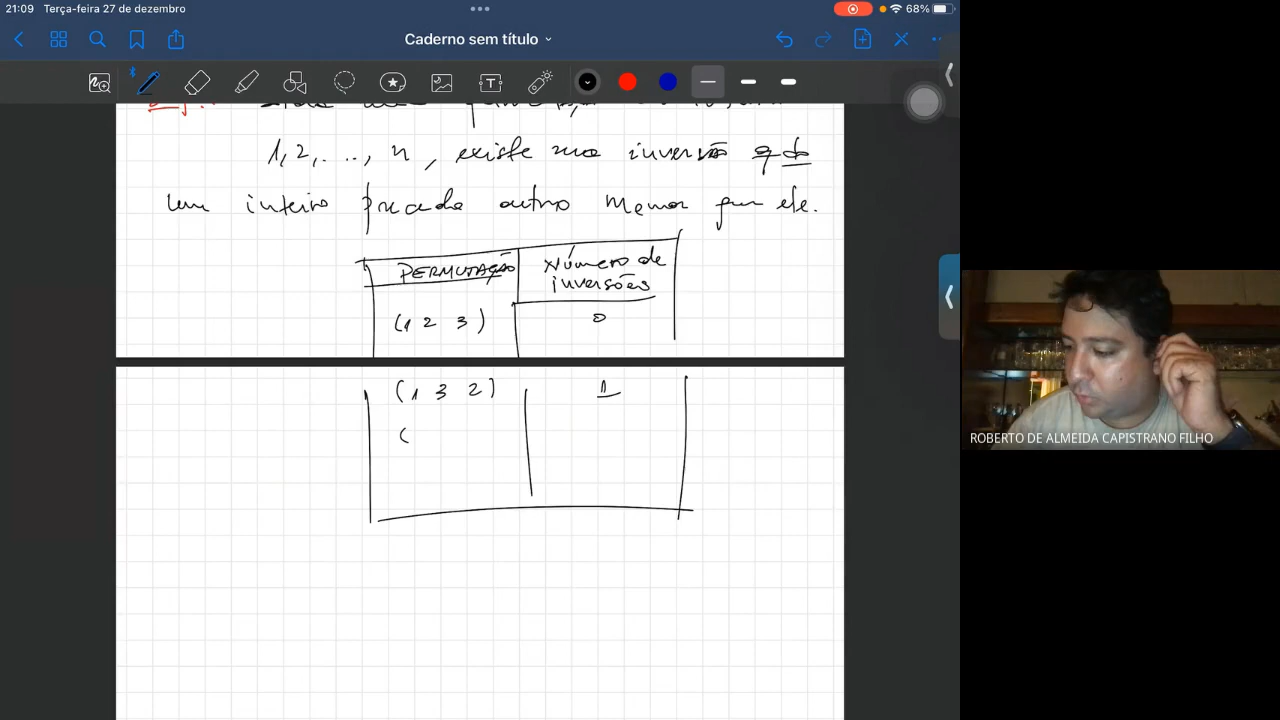 21:09 Terça-feira 27 de dezembro
68%
Caderno sem título
1, 2, ..., n, existe uma inversão qdo
um inteiro precede outro menor que ele.
PERMUTAÇÃO
Número de
inversões
(1 2 3) 0
(1 3 2) 1
(
ROBERTO DE ALMEIDA CAPISTRANO FILHO